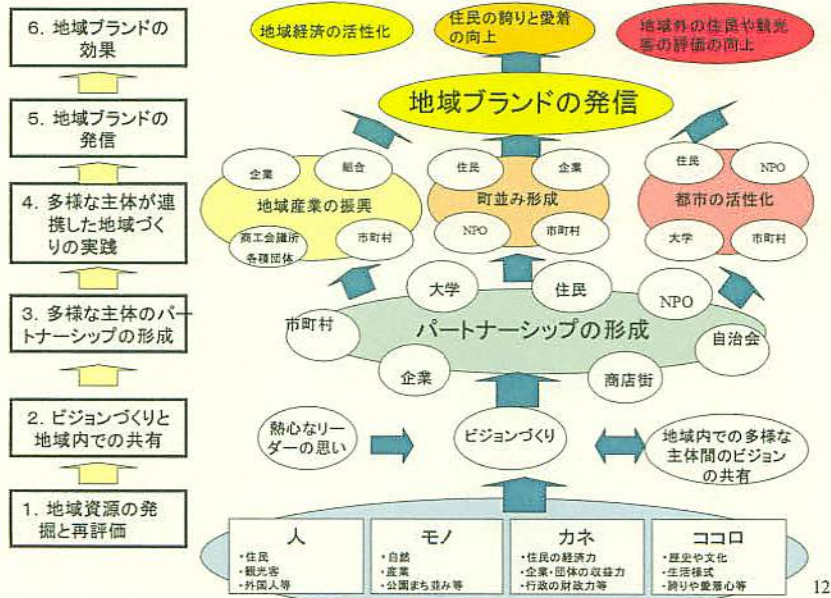 6. 地域ブランドの
効果
5. 地域ブランドの
発信
4. 多様な主体が連
携した地域づく
りの実践
3. 多様な主体のパー
トナーシップの形成
2. ビジョンづくりと
地域内での共有
1. 地域資源の発
掘と再評価
地域経済の活性化
住民の誇りと愛着
の向上
地域外の住民や観光
客の評価の向上
地域ブランドの発信
企業
組合
地域産業の振興
商工会議所
各種団体
市町村
住民
企業
町並み形成
NPO
市町村
住民
NPO
都市の活性化
大学
市町村
大学
住民
NPO
市町村
パートナーシップの形成
自治会
企業
商店街
熱心なリー
ダーの思い
ビジョンづくり
地域内での多様な
主体間のビジョン
の共有
人
・住民
・観光客
・外国人等
モノ
・自然
・産業
・公園まち並み等
カネ
・住民の経済力
・企業・団体の収益力
・行政の財政力等
ココロ
・歴史や文化
・生活様式
・誇りや愛着心等
12